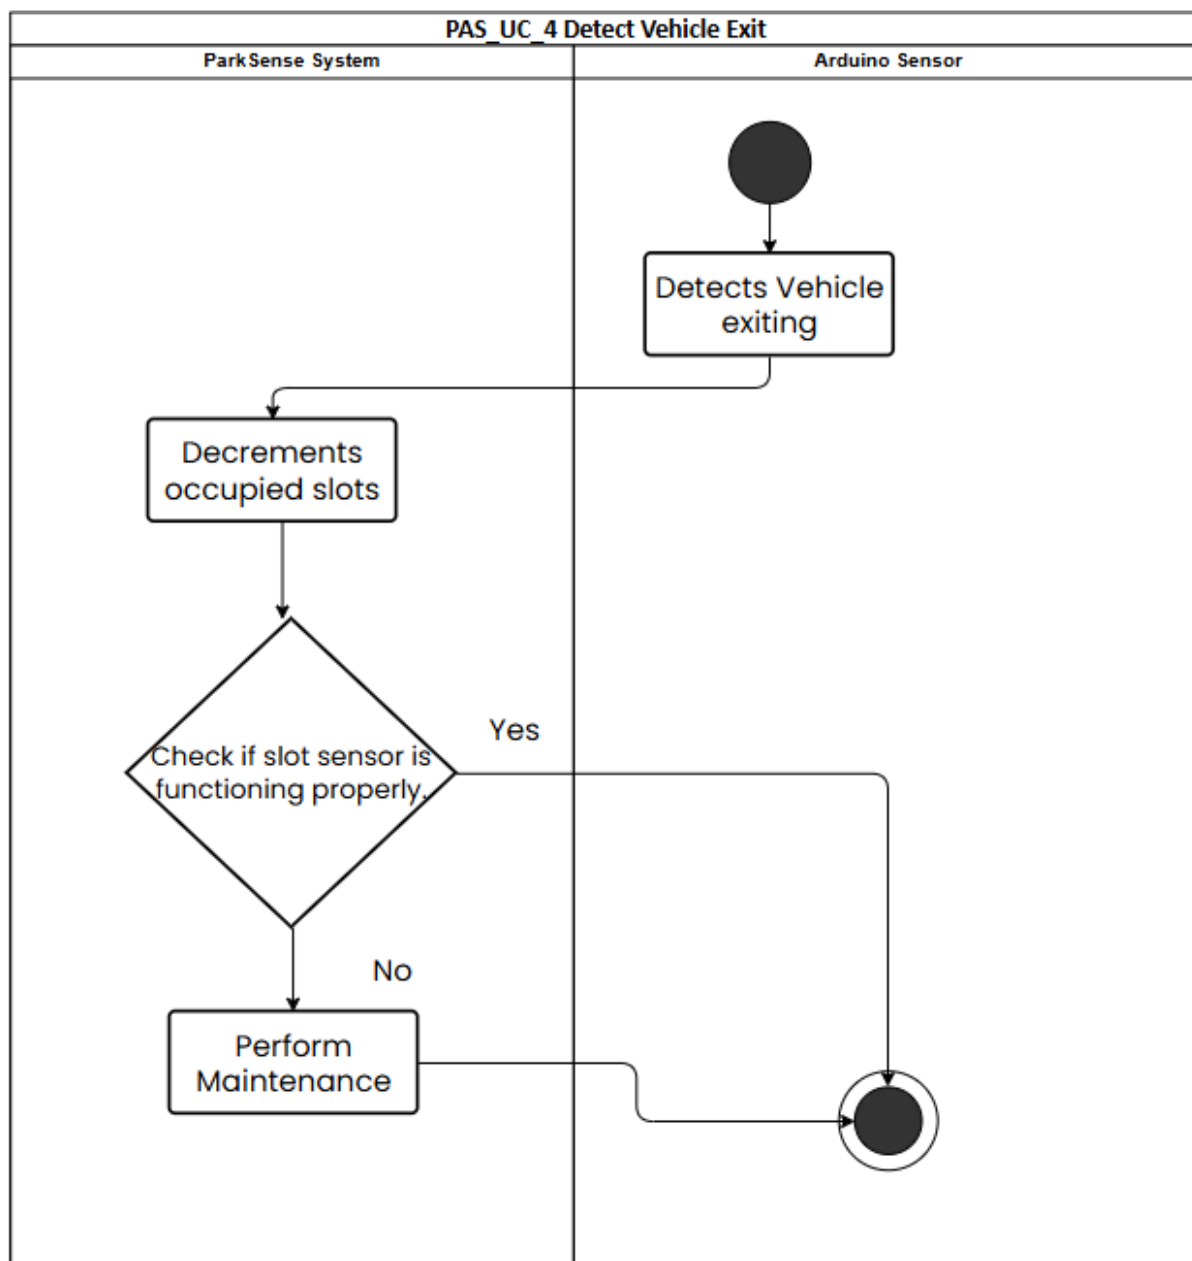 PAS_UC_4 Detect Vehicle Exit
ParkSense System
Arduino Sensor
Detects Vehicle
exiting
Decrements
occupied slots
Check if slot sensor is
functioning properly.
Yes
No
Perform
Maintenance